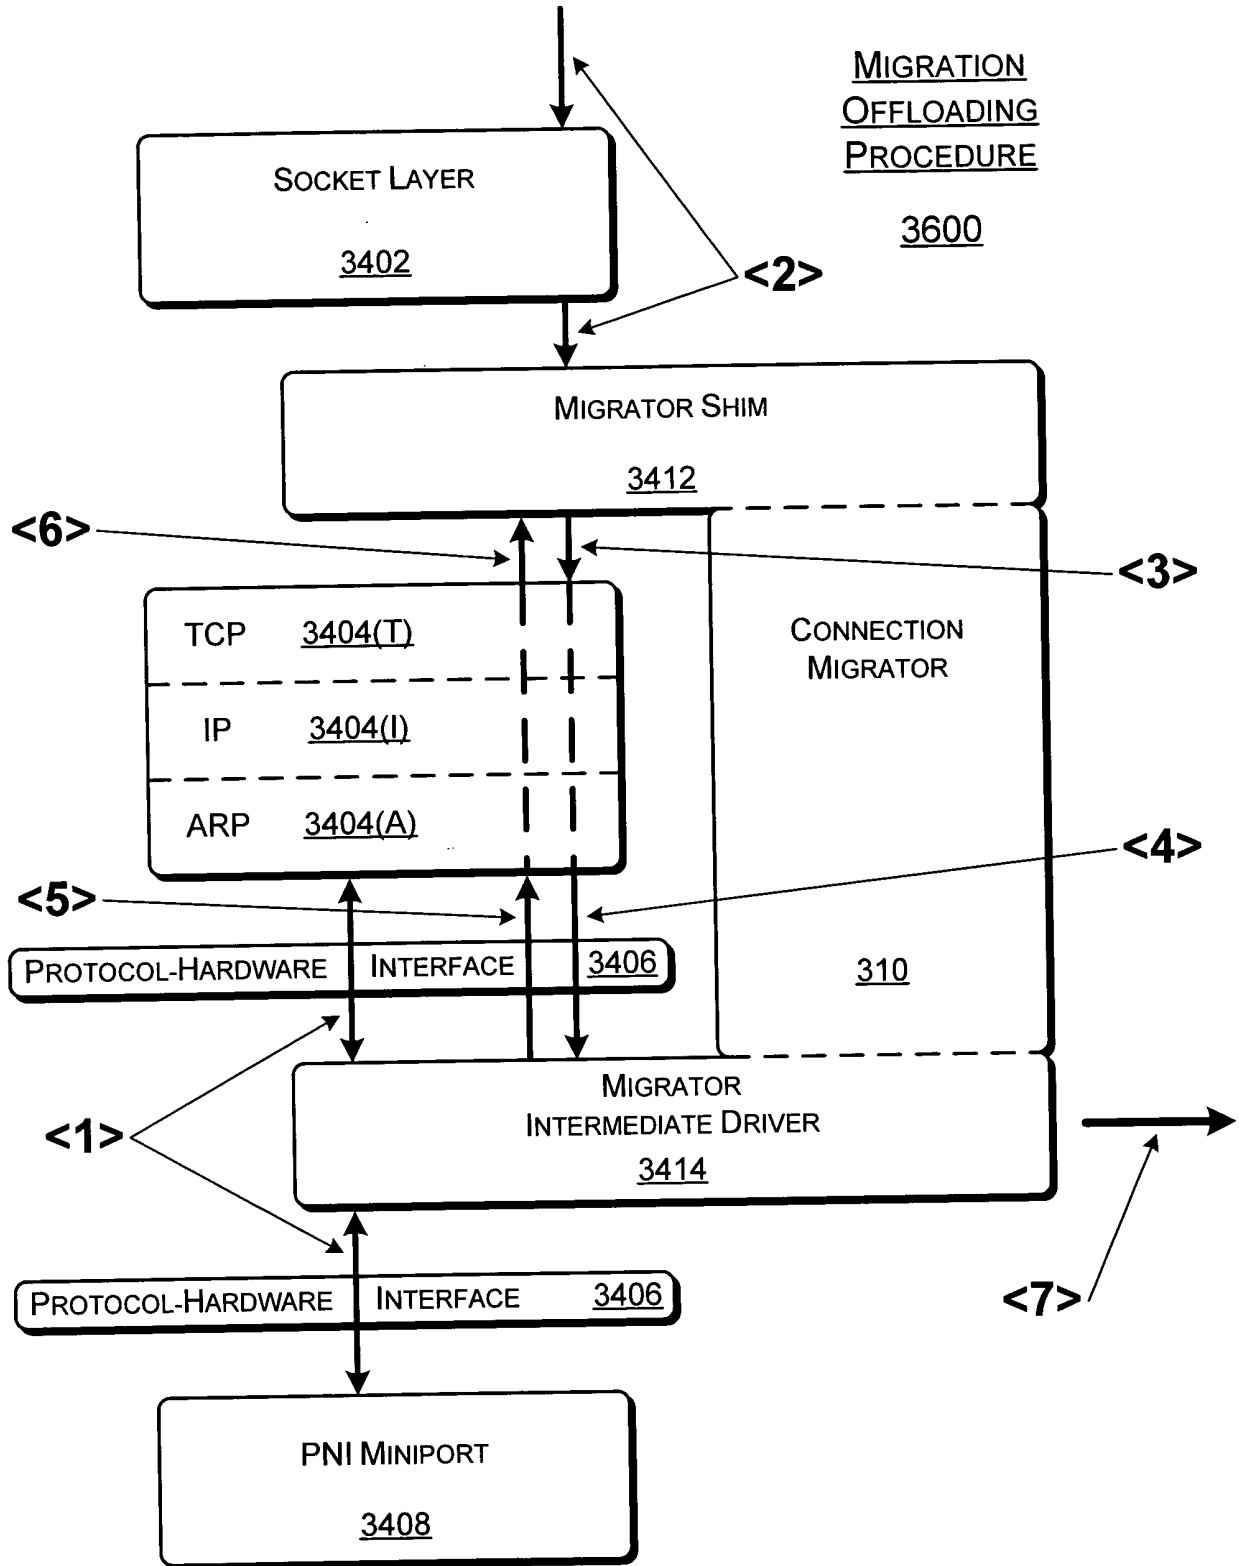 MIGRATION
OFFLOADING
PROCEDURE
3600
SOCKET LAYER
3402
<2>
MIGRATOR SHIM
3412
<6>
<3>
TCP 3404(T)
CONNECTION
MIGRATOR
IP 3404(I)
ARP 3404(A)
<4>
<5>
PROTOCOL-HARDWARE INTERFACE 3406
310
MIGRATOR
INTERMEDIATE DRIVER
3414
<1>
<7>
PROTOCOL-HARDWARE INTERFACE 3406
PNI MINIPORT
3408